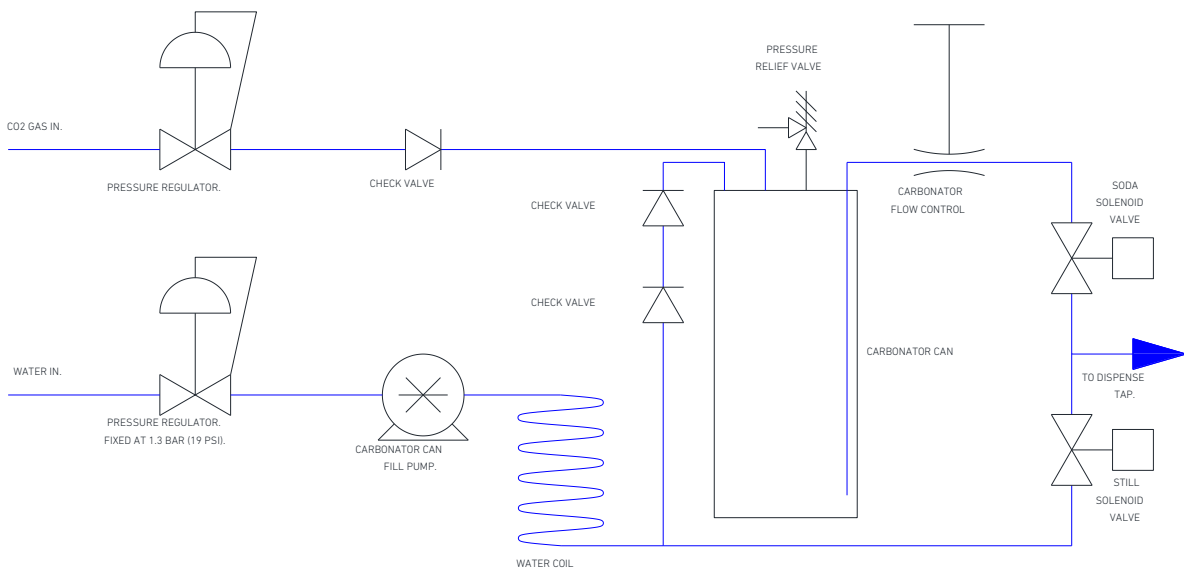 PRESSURE
RELIEF VALVE
CO2 GAS IN.
PRESSURE REGULATOR.
CHECK VALVE
CHECK VALVE
CARBONATOR
FLOW CONTROL
SODA
SOLENOID
VALVE
CHECK VALVE
CARBONATOR CAN
WATER IN.
TO DISPENSE
TAP.
PRESSURE REGULATOR.
FIXED AT 1.3 BAR (19 PSI).
CARBONATOR CAN
FILL PUMP.
STILL
SOLENOID
VALVE
WATER COIL